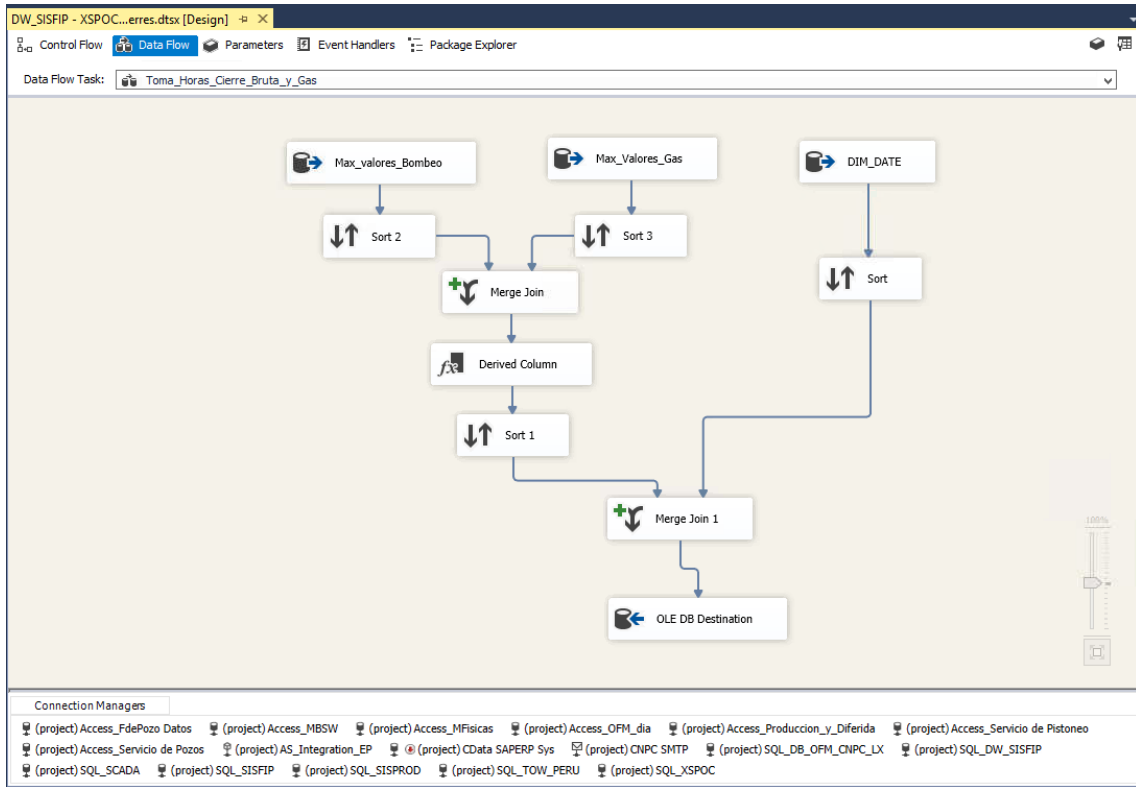 DW_SISFIP - XSPOC...erres.dtsx [Design]
Control Flow Data Flow Parameters Event Handlers Package Explorer
Data Flow Task: Toma_Horas_Cierre_Bruta_y_Gas
Max_valores_Bombeo Max_Valores_Gas DIM_DATE
Sort 2 Sort 3
Sort
Merge Join
fx Derived Column
Sort 1
Merge Join 1
100%
OLE DB Destination
Connection Managers
(project) Access_FdePozo Datos (project) Access_MBSW (project) Access_MFisicas (project) Access_OFM_dia (project) Access_Produccion_y_Diferida (project) Access_Servicio de Pistoneo
(project) Access_Servicio de Pozos (project) AS_Integration_EP (project) CData SAPERP Sys (project) CNPC SMTP (project) SQL_DB_OFM_CNPC_LX (project) SQL_DW_SISFIP
(project) SQL_SCADA (project) SQL_SISFIP (project) SQL_SISPROD (project) SQL_TOW_PERU (project) SQL_XSPOC